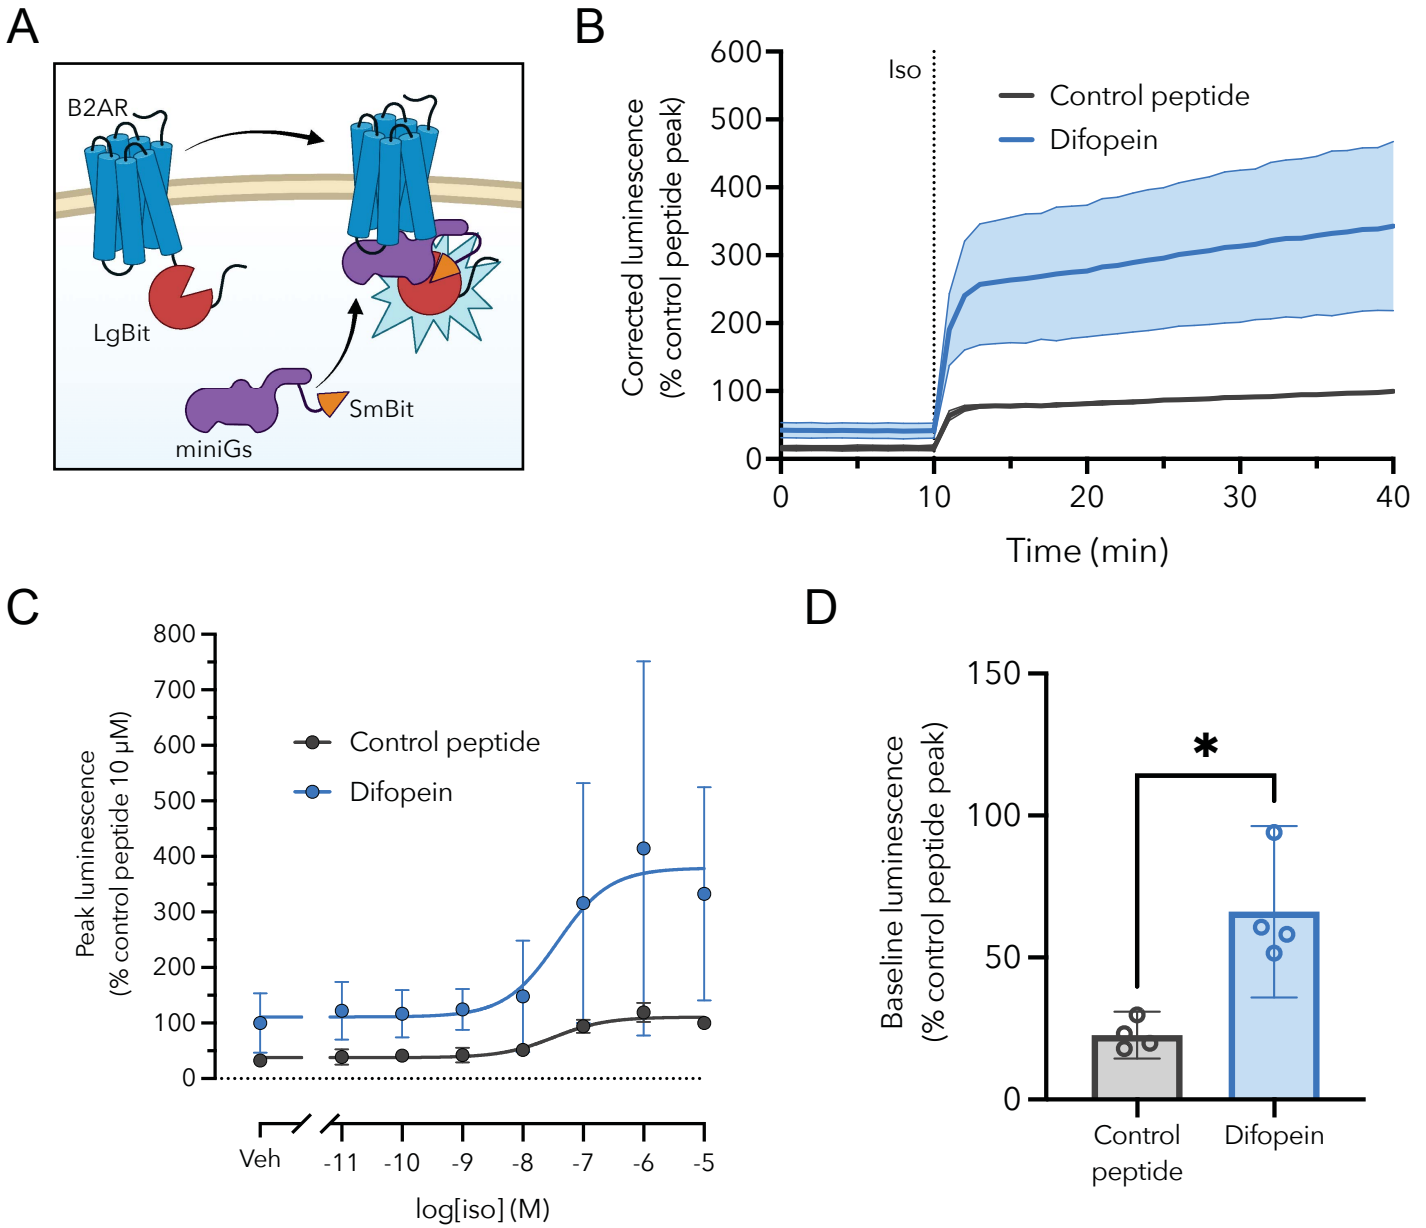 A
B2AR
LgBit
SmBit
miniGs
B
Corrected luminescence
(% control peptide peak)
600
500
400
300
200
100
0
Iso
Control peptide
Difopein
0 10 20 30 40
Time (min)
C
Peak luminescence
(% control peptide 10 µM)
800
700
600
500
400
300
200
100
0
Control peptide
Difopein
Veh -11 -10 -9 -8 -7 -6 -5
log[iso] (M)
D
Baseline luminescence
(% control peptide peak)
150
100
50
0
*
Control
peptide
Difopein